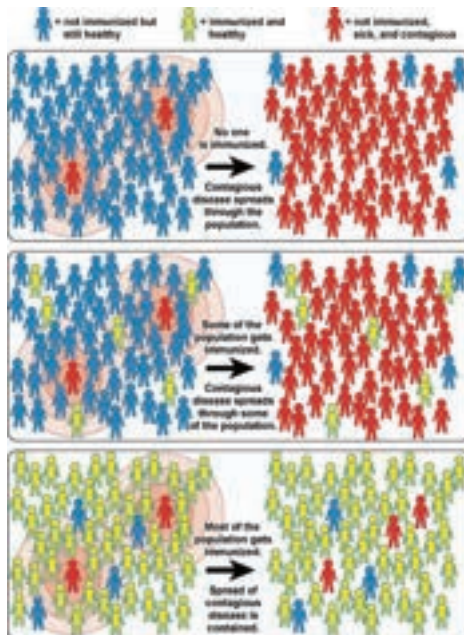 = not immunized but
still healthy
= immunized and
healthy
= not immunized,
sick, and contagious
No one
is immunized.
Contagious
disease spreads
through the
population.
Some of the
population gets
immunized.
Contagious
disease spreads
through some
of the population.
Most of the
population gets
immunized.
Spread of
contagious
disease is
contained.